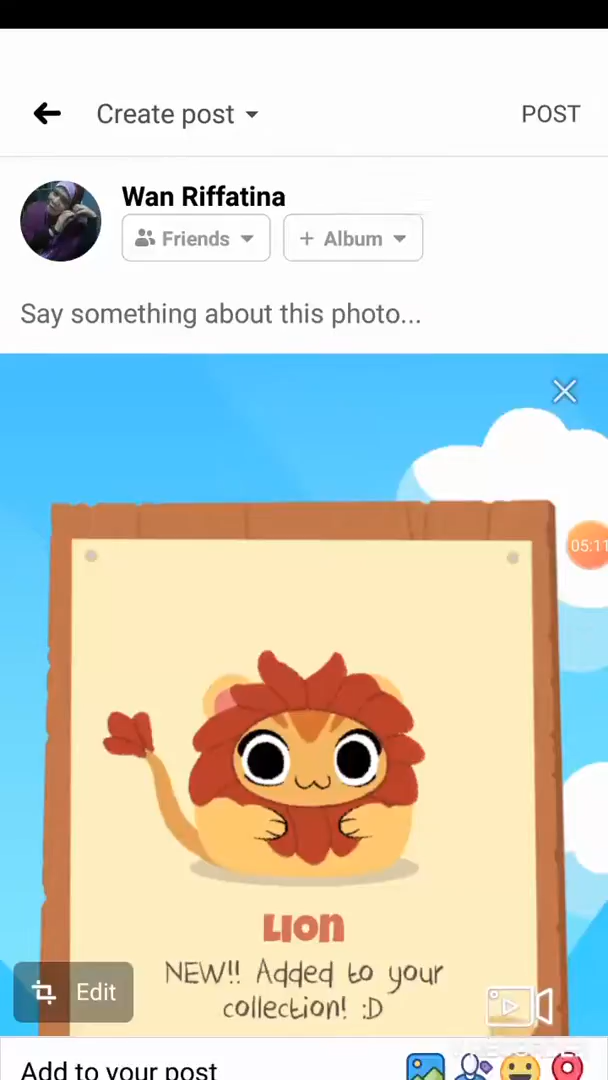 Create post
POST
Wan Riffatina
Friends
+ Album
Say something about this photo...
05:11
LION
NEW!! Added to your
collection! :D
Edit
Add to your post